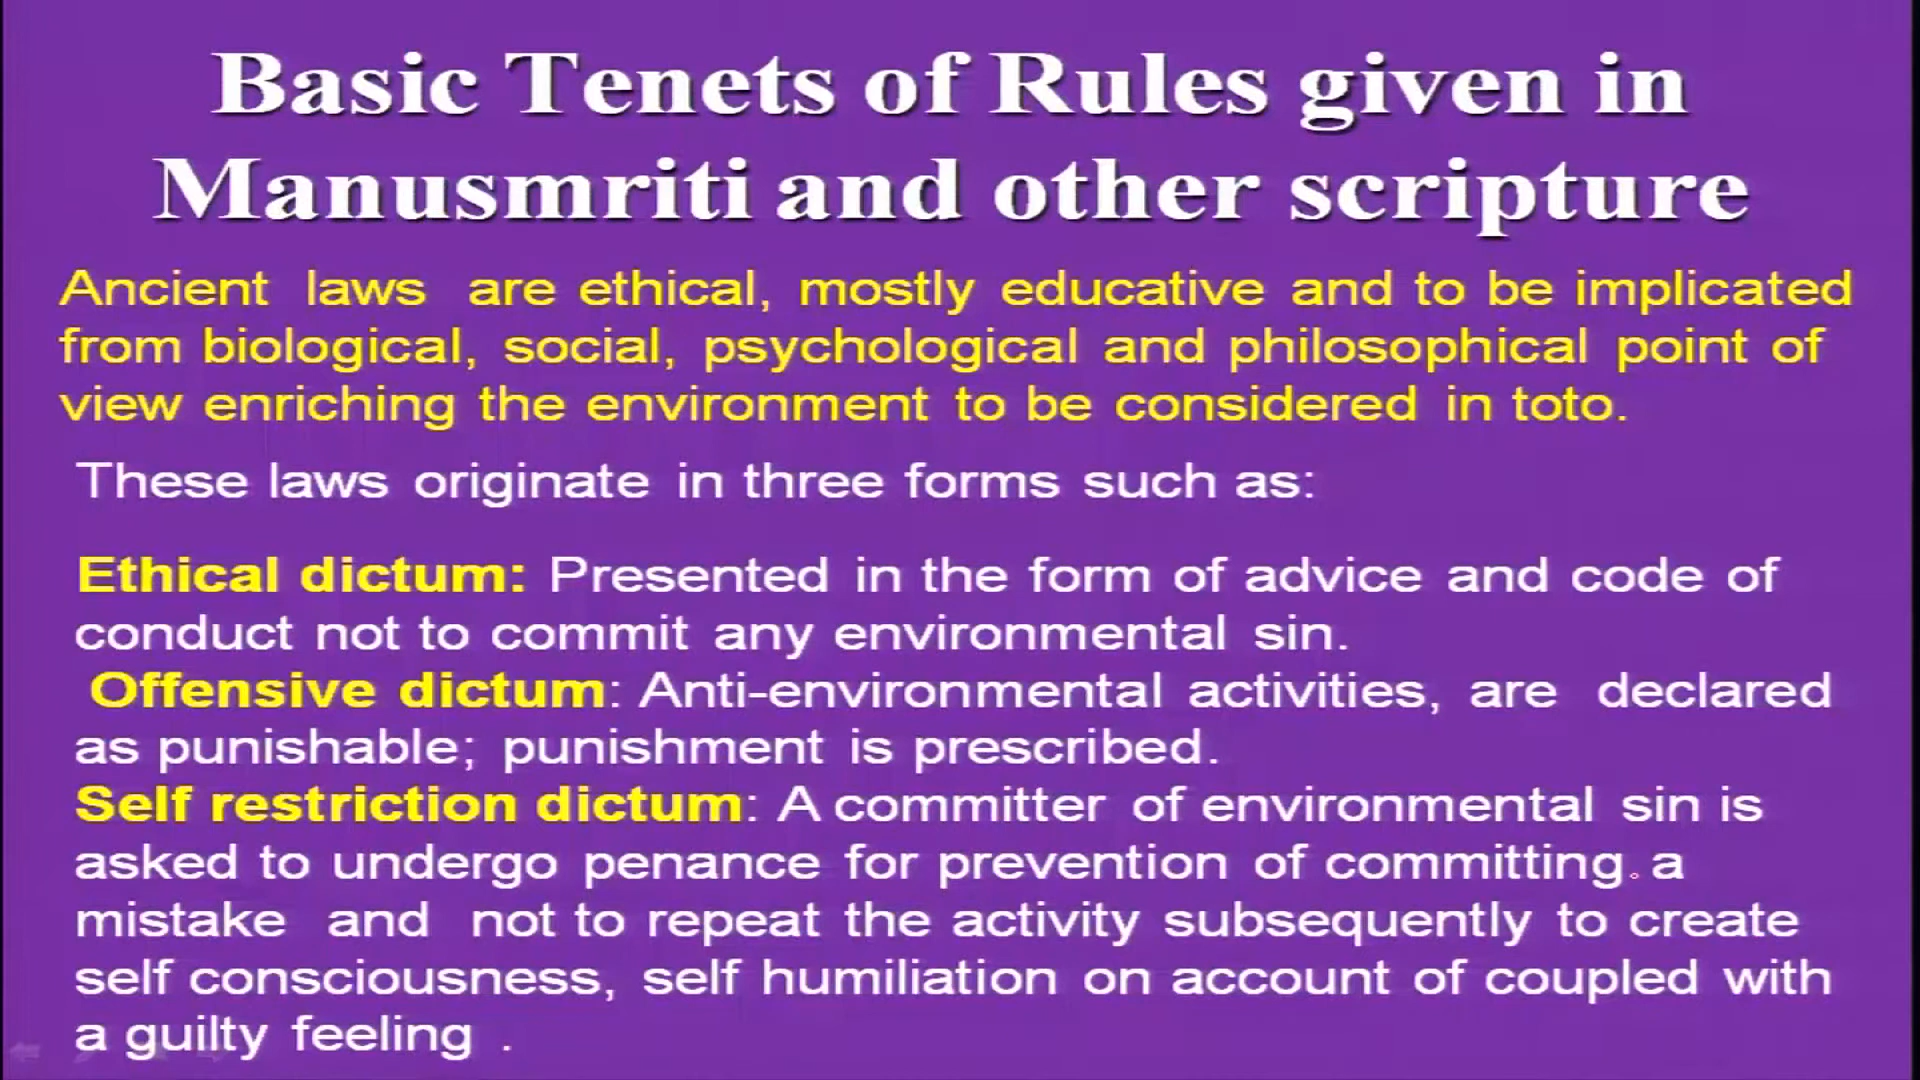 Basic Tenets of Rules given in
Manusmriti and other scripture
Ancient laws are ethical, mostly educative and to be implicated
from biological, social, psychological and philosophical point of
view enriching the environment to be considered in toto.
These laws originate in three forms such as:
Ethical dictum: Presented in the form of advice and code of
conduct not to commit any environmental sin.
Offensive dictum: Anti-environmental activities, are declared
as punishable; punishment is prescribed.
Self restriction dictum: A committer of environmental sin is
asked to undergo penance for prevention of committing a
mistake and not to repeat the activity subsequently to create
self consciousness, self humiliation on account of coupled with
a guilty feeling .